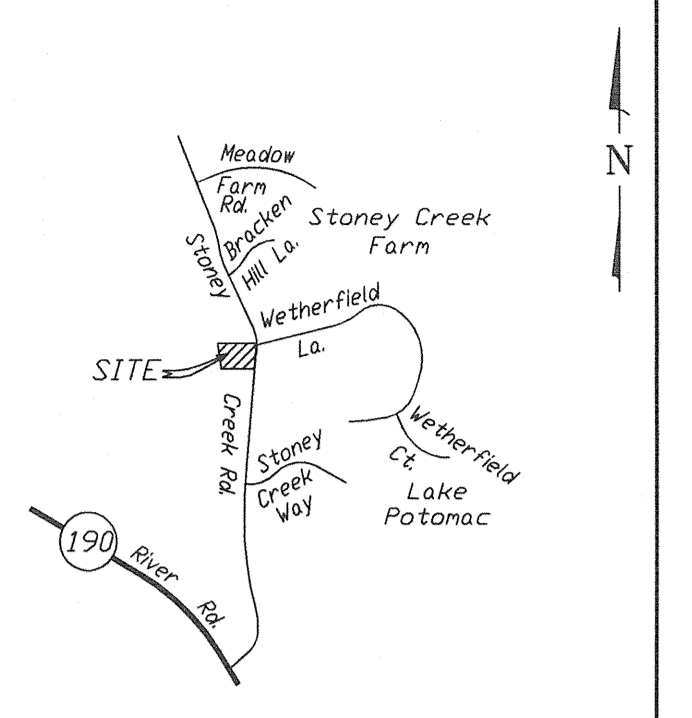 Meadow
Farm
Rd.
N
Bracken
Hill La.
Stoney Creek
Farm
Stoney
Creek Rd.
Wetherfield
La.
SITE
Wetherfield
Ct.
Stoney
Creek
Way
Lake
Potomac
190
River Rd.